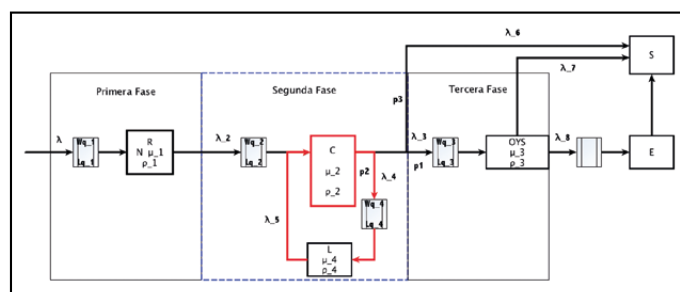 λ_6
S
λ_7
Primera Fase
Segunda Fase
Tercera Fase
p3
λ
Wq_1
Lq_1
R
N μ_1
ρ_1
λ_2
Wq_2
Lq_2
C
μ_2
ρ_2
p2
λ_4
λ_3
p1
Wq_3
Lq_3
OYS
μ_3
ρ_3
λ_8
E
λ_5
Wq_4
Lq_4
L
μ_4
ρ_4